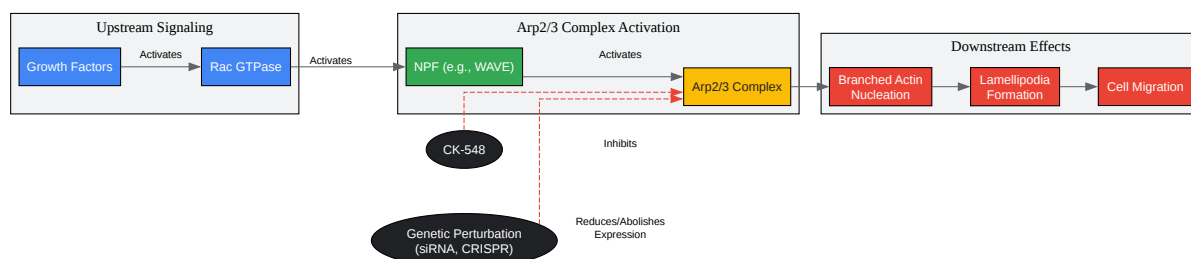 Upstream Signaling
Growth Factors
Activates
Rac GTPase
Activates
Arp2/3 Complex Activation
NPF (e.g., WAVE)
Activates
Arp2/3 Complex
Downstream Effects
Branched Actin
Nucleation
Lamellipodia
Formation
Cell Migration
CK-548
Inhibits
Genetic Perturbation
(siRNA, CRISPR)
Reduces/Abolishes
Expression